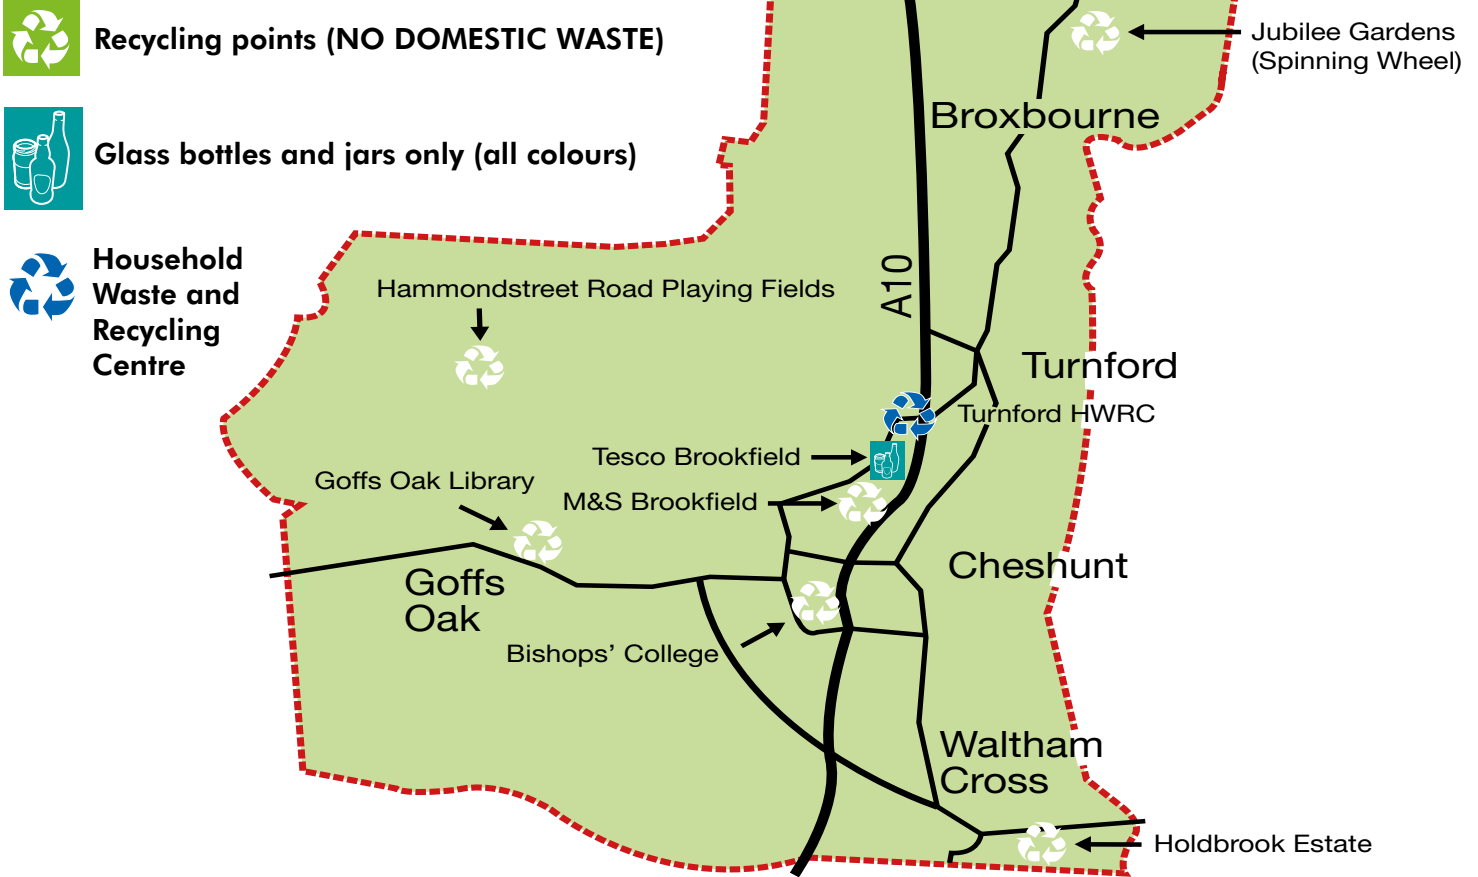 Recycling points (NO DOMESTIC WASTE)
Glass bottles and jars only (all colours)
Household
Waste and
Recycling
Centre
Jubilee Gardens
(Spinning Wheel)
Broxbourne
A10
Hammondstreet Road Playing Fields
Turnford
Turnford HWRC
Tesco Brookfield
Goffs Oak Library
M&S Brookfield
Cheshunt
Goffs
Oak
Bishops’ College
Waltham
Cross
Holdbrook Estate